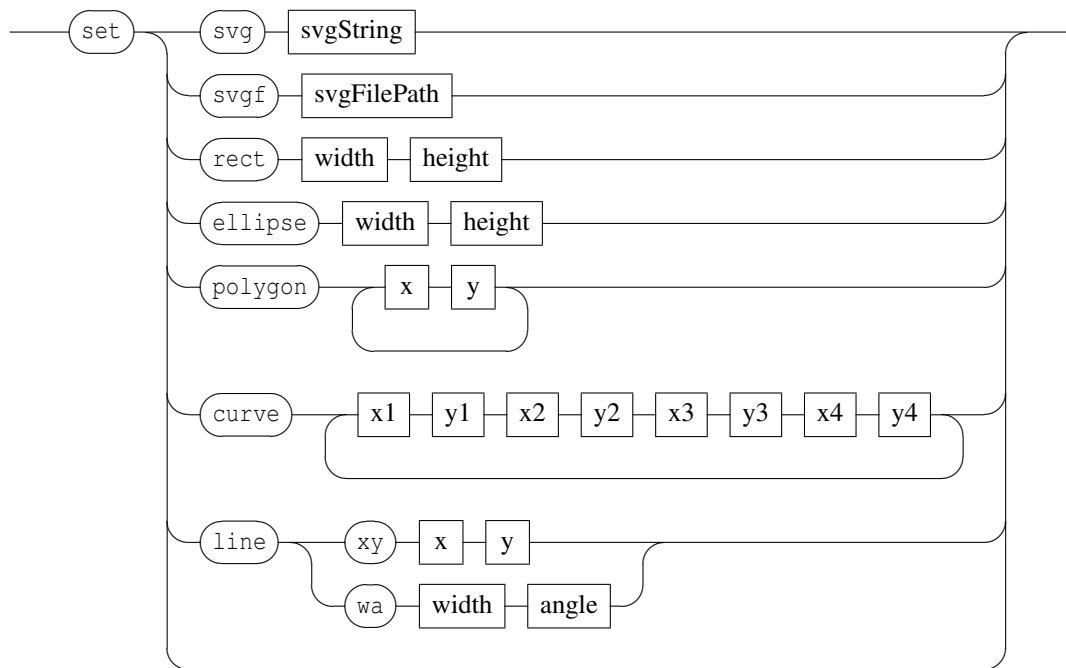 set svg svgString
svgf svgFilePath
rect width height
ellipse width height
polygon x y
curve x1 y1 x2 y2 x3 y3 x4 y4
line xy x y
wa width angle